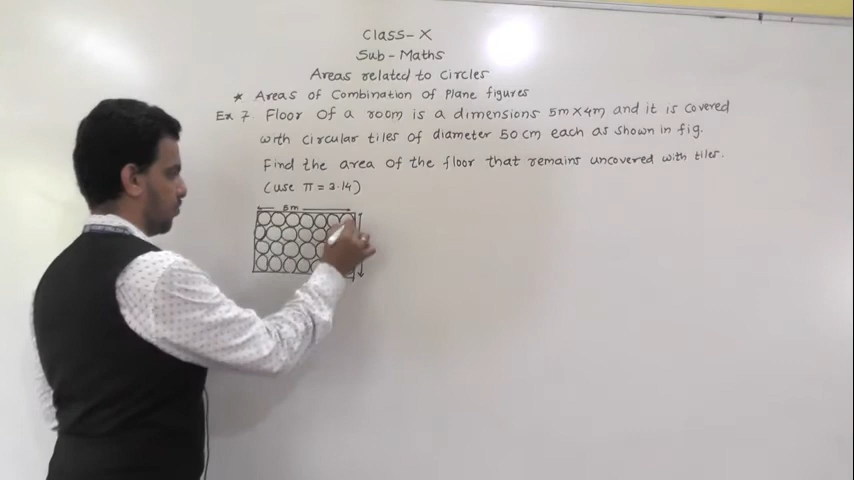 Class-X
Sub-Maths
Areas related to circles
* Areas of Combination of Plane figures
Ex 7 Floor of a room is a dimensions 5m X 4m and it is covered
with circular tiles of diameter 50 cm each as shown in fig.
Find the area of the floor that remains uncovered with tiles.
(use π = 3.14)
5m